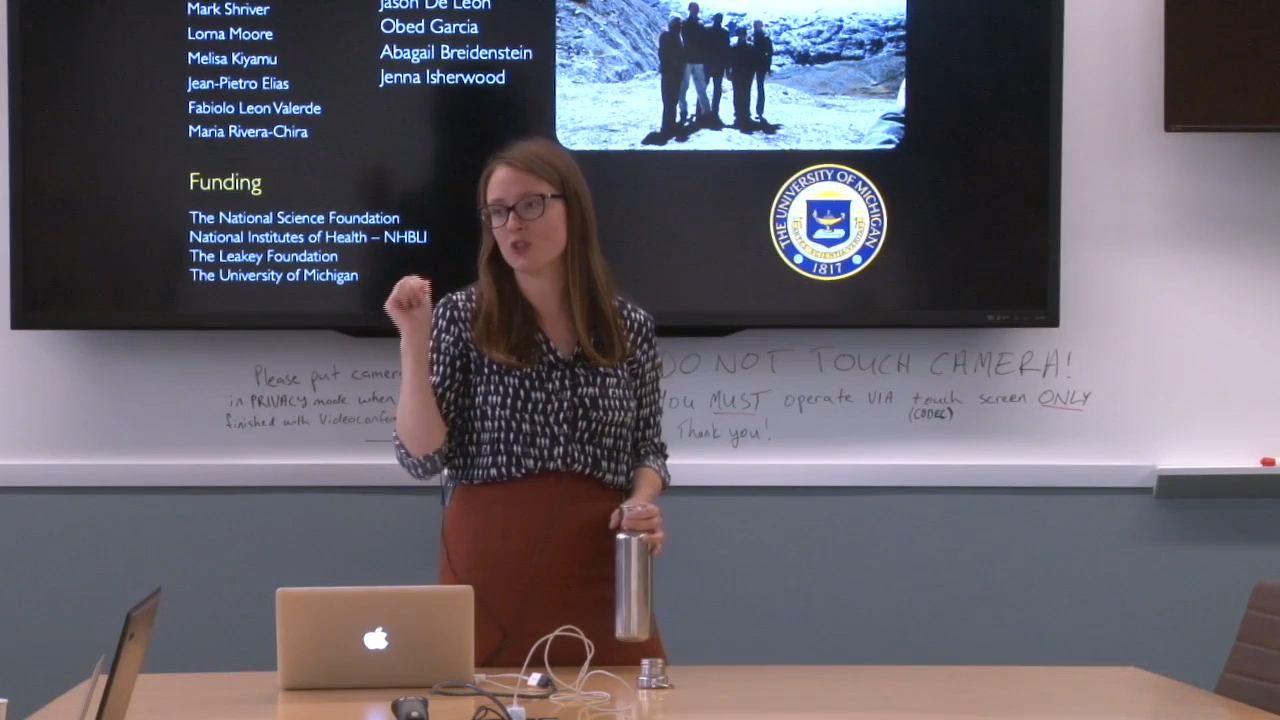 Mark Shriver
Lorna Moore
Melisa Kiyamu
Jean-Pietro Elias
Fabiolo Leon Valerde
Maria Rivera-Chira
Jason De Leon
Obed Garcia
Abagail Breidenstein
Jenna Isherwood
Funding
The National Science Foundation
National Institutes of Health – NHBLI
The Leakey Foundation
The University of Michigan
THE UNIVERSITY OF MICHIGAN
1817
Please put camera
in PRIVACY mode when
finished with Videoconfe
DO NOT TOUCH CAMERA!
You MUST operate VIA touch screen ONLY
(CODEC)
Thank you!